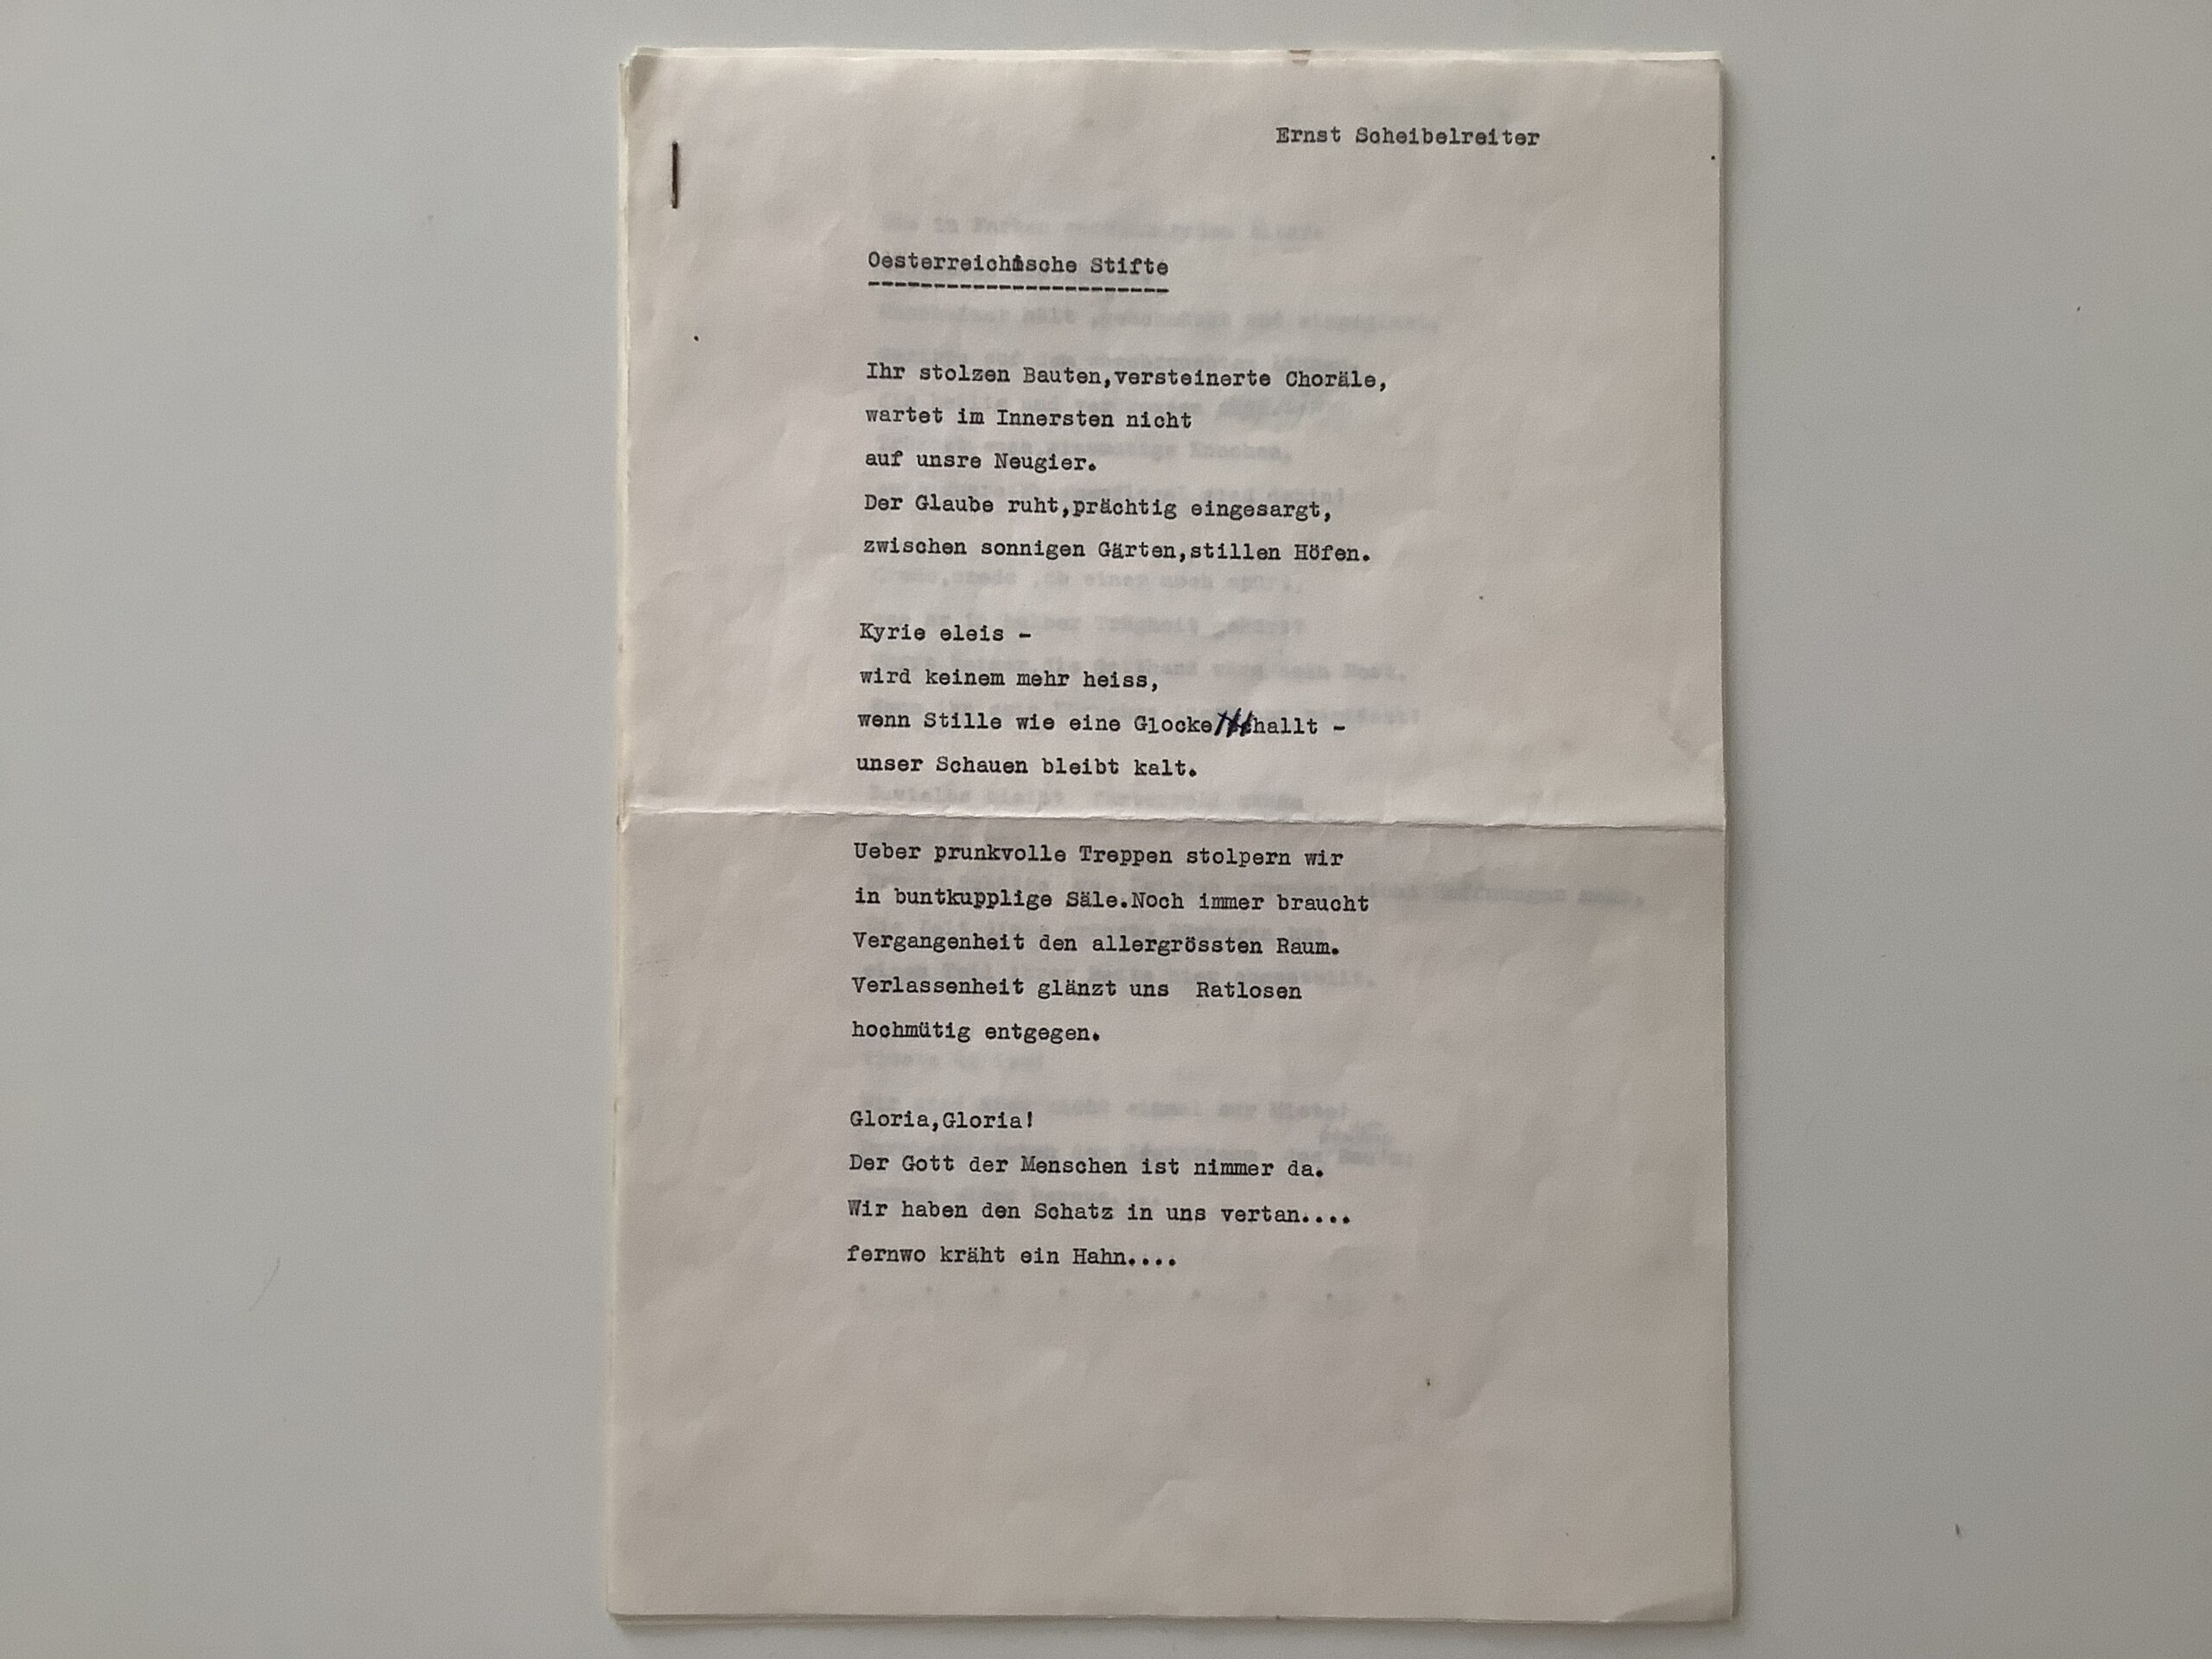 Ernst Scheibelreiter
Oesterreichische Stifte
Ihr stolzen Bauten,versteinerte Choräle,
wartet im Innersten nicht
auf unsre Neugier.
Der Glaube ruht,prächtig eingesargt,
zwischen sonnigen Gärten,stillen Höfen.
Kyrie eleis -
wird keinem mehr heiss,
wenn Stille wie eine Glocke hallt -
unser Schauen bleibt kalt.
Ueber prunkvolle Treppen stolpern wir
in buntkupplige Säle.Noch immer braucht
Vergangenheit den allergrössten Raum.
Verlassenheit glänzt uns Ratlosen
hochmütig entgegen.
Gloria,Gloria!
Der Gott der Menschen ist nimmer da.
Wir haben den Schatz in uns vertan....
fernwo kräht ein Hahn....